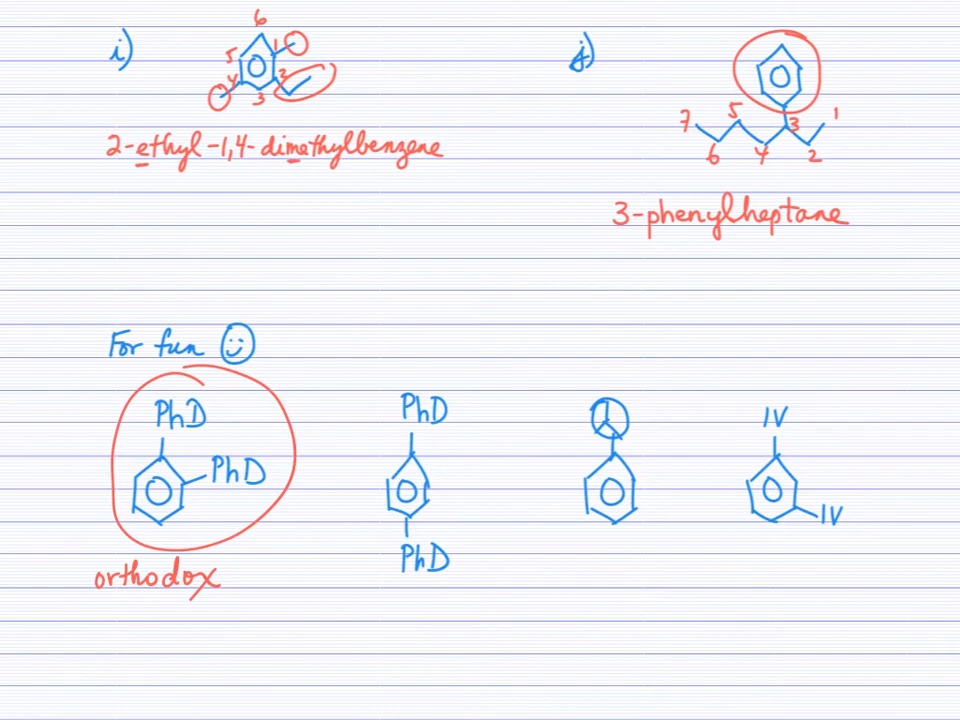 i)
6
5 1
4 2
3
2-ethyl-1,4-dimethylbenzene
j)
7 5 3 1
6 4 2
3-phenylheptane
For fun
PhD
PhD
orthodox
PhD
PhD
IV
IV